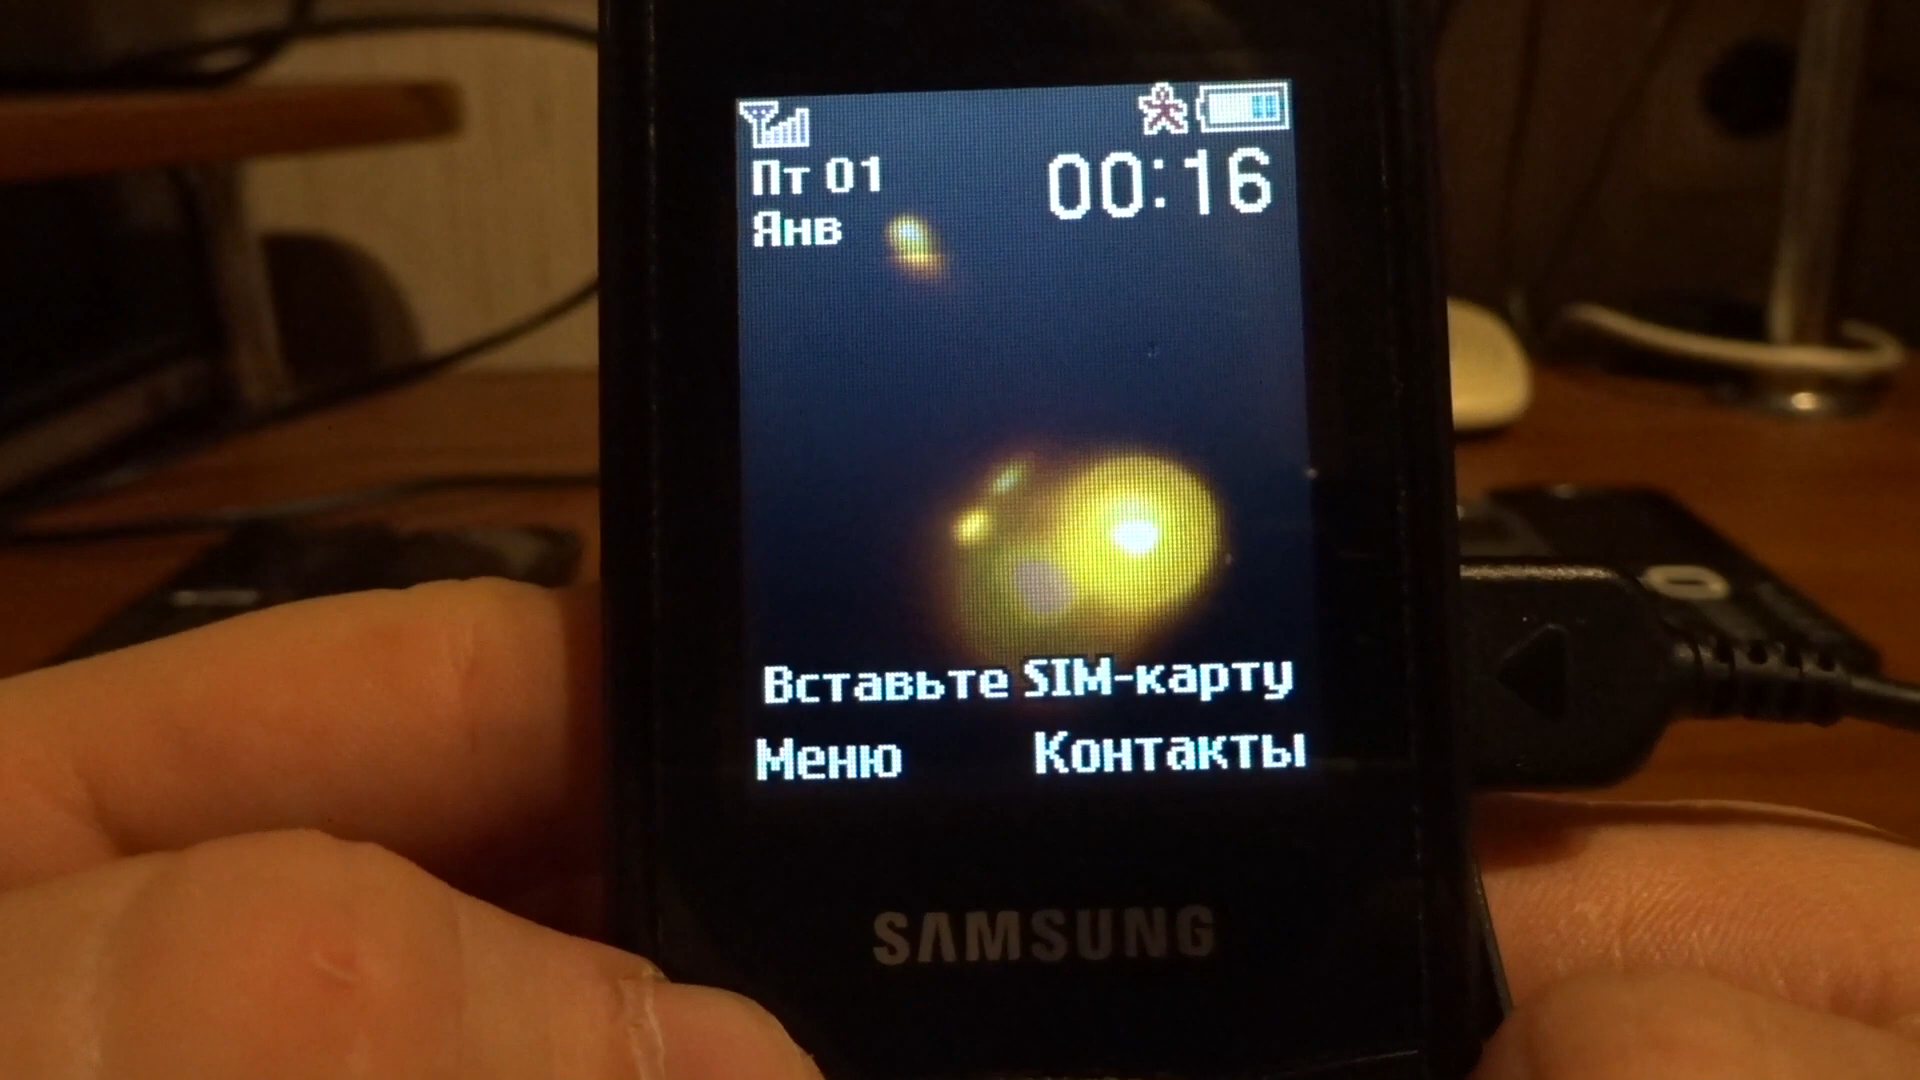 Пт 01
00:16
Янв
Вставьте SIM-карту
Меню
Контакты
SAMSUNG